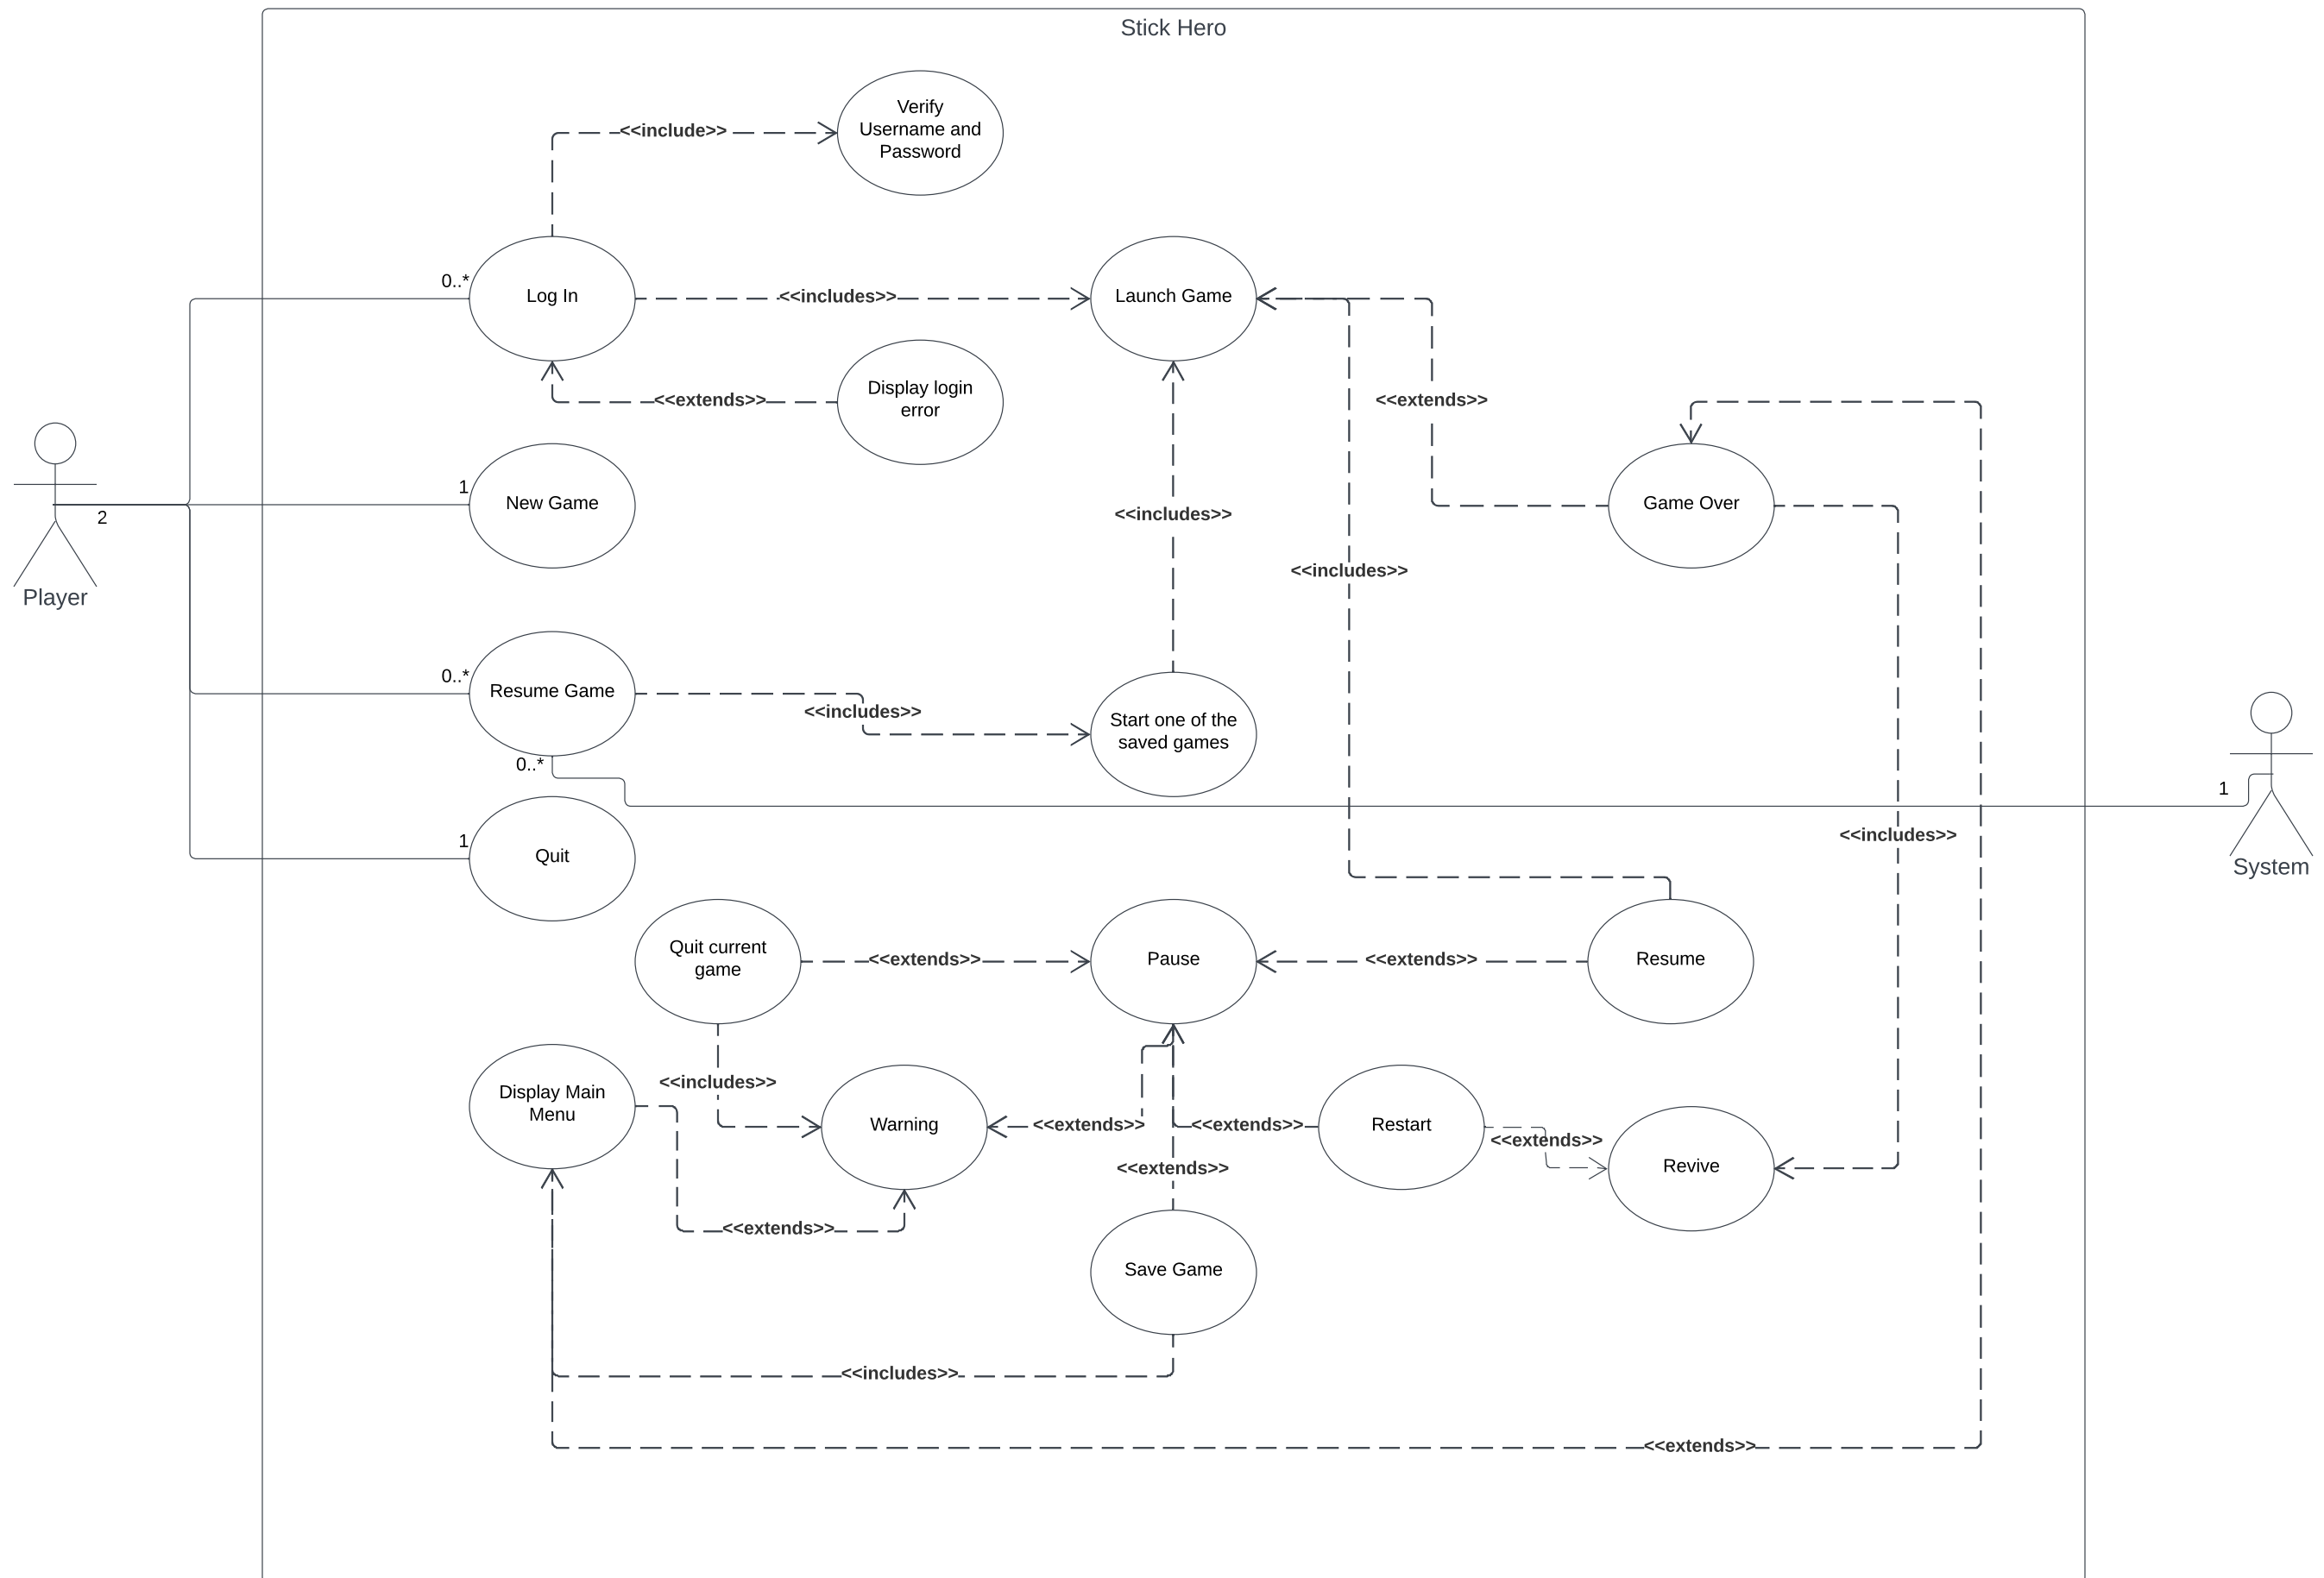 Stick Hero
Verify
Username and
Password
<<include>>
0..*
Log In
<<includes>>
Launch Game
<<extends>>
Display login
error
<<extends>>
1
New Game
2
Player
<<includes>>
Game Over
<<includes>>
0..*
Resume Game
<<includes>>
Start one of the
saved games
0..*
1
System
1
Quit
<<includes>>
Quit current
game
<<extends>>
Pause
<<extends>>
Resume
<<includes>>
Display Main
Menu
Warning
<<extends>>
<<extends>>
Restart
<<extends>>
Revive
<<extends>>
<<extends>>
Save Game
<<includes>>
<<extends>>